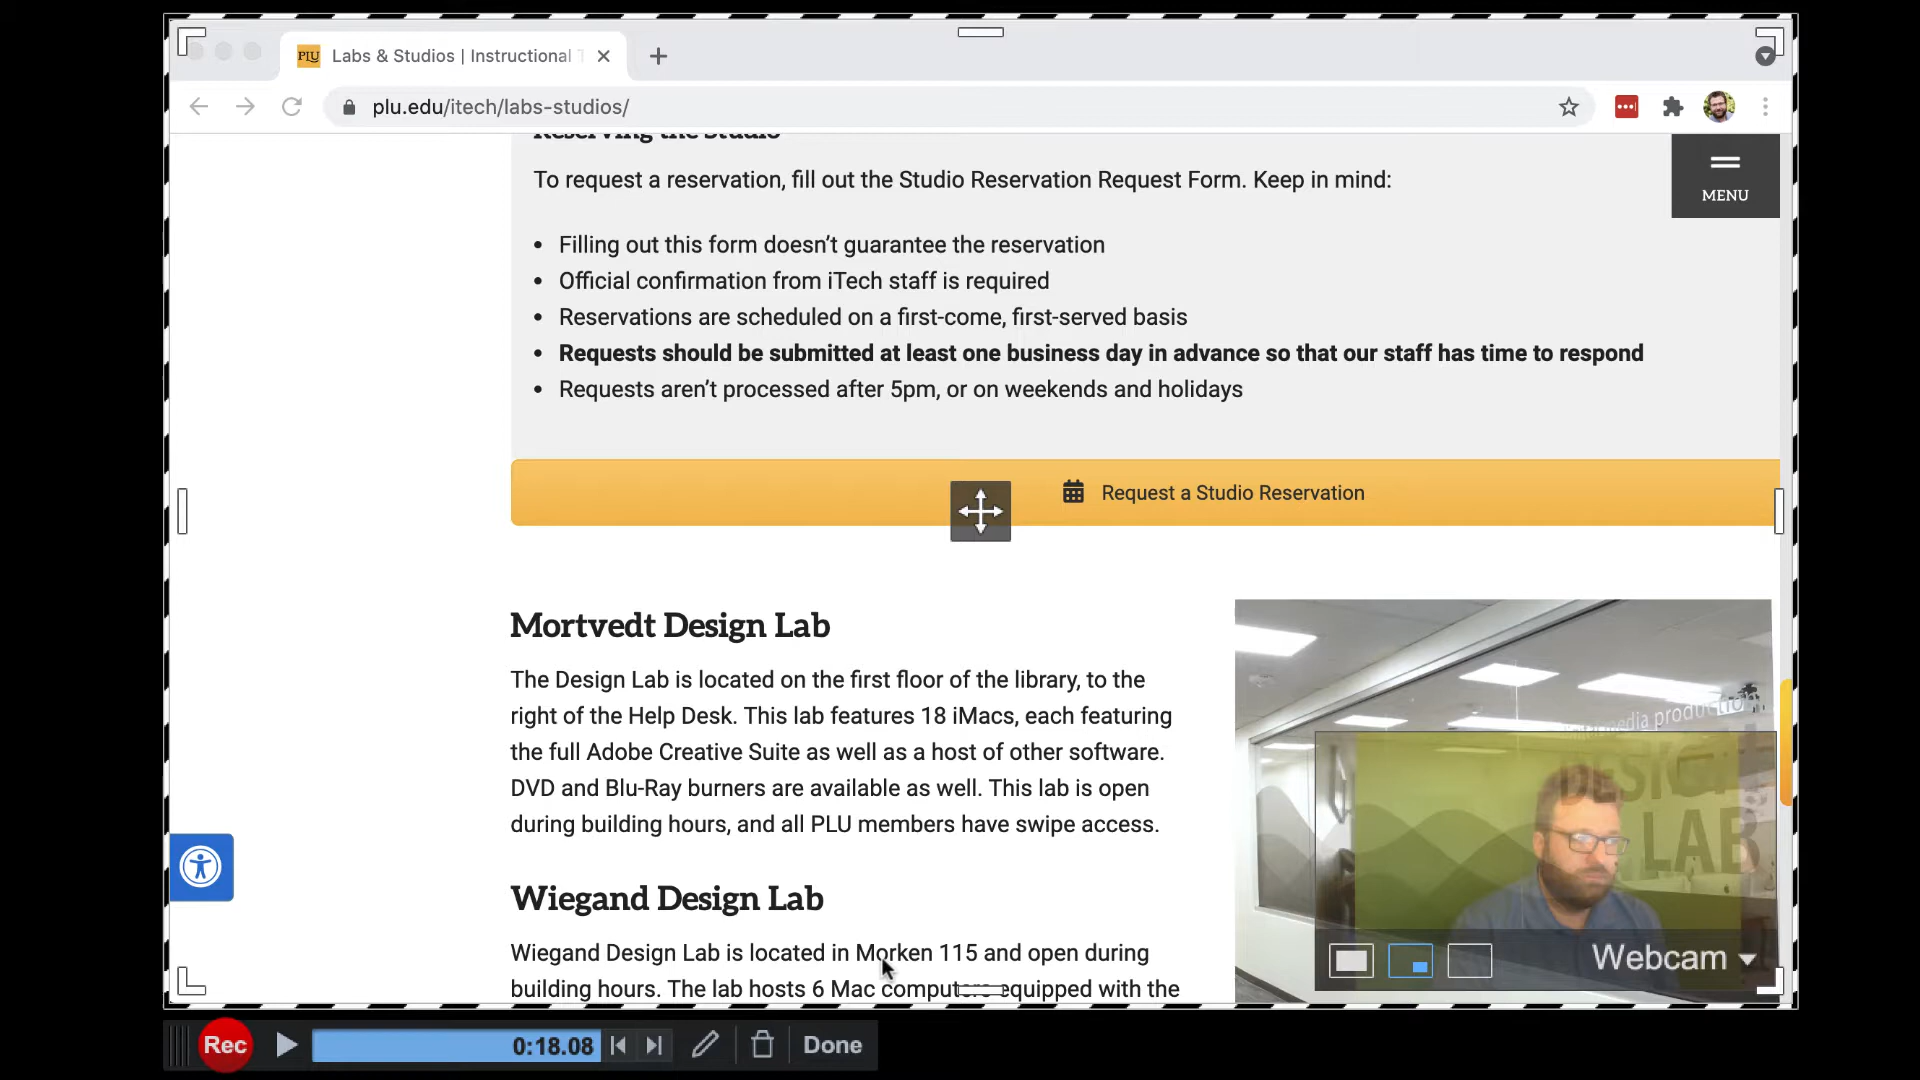 PLU Labs & Studios | Instructional T
plu.edu/itech/labs-studios/
Reserving the Studio
MENU
To request a reservation, fill out the Studio Reservation Request Form. Keep in mind:
• Filling out this form doesn’t guarantee the reservation
• Official confirmation from iTech staff is required
• Reservations are scheduled on a first-come, first-served basis
• Requests should be submitted at least one business day in advance so that our staff has time to respond
• Requests aren’t processed after 5pm, or on weekends and holidays
Request a Studio Reservation
Mortvedt Design Lab
The Design Lab is located on the first floor of the library, to the
right of the Help Desk. This lab features 18 iMacs, each featuring
the full Adobe Creative Suite as well as a host of other software.
DVD and Blu-Ray burners are available as well. This lab is open
during building hours, and all PLU members have swipe access.
media production
DESIGN
LAB
Wiegand Design Lab
Wiegand Design Lab is located in Morken 115 and open during
building hours. The lab hosts 6 Mac computers equipped with the
Webcam
Rec 0:18.08 Done